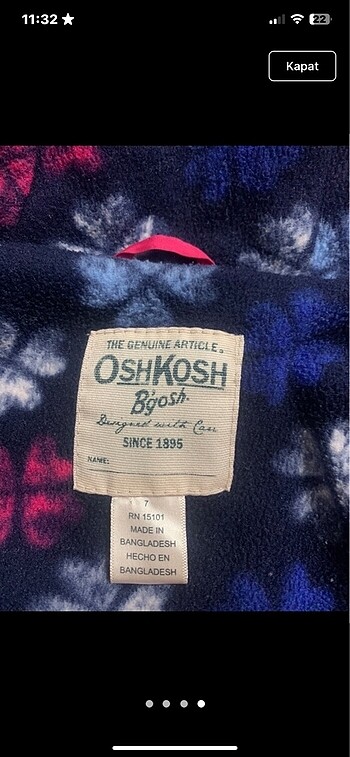 11:32
22
Kapat
THE GENUINE ARTICLE®
OSHKOSH
B'gosh®
Designed with Care
SINCE 1895
NAME:
7
RN 15101
MADE IN
BANGLADESH
HECHO EN
BANGLADESH